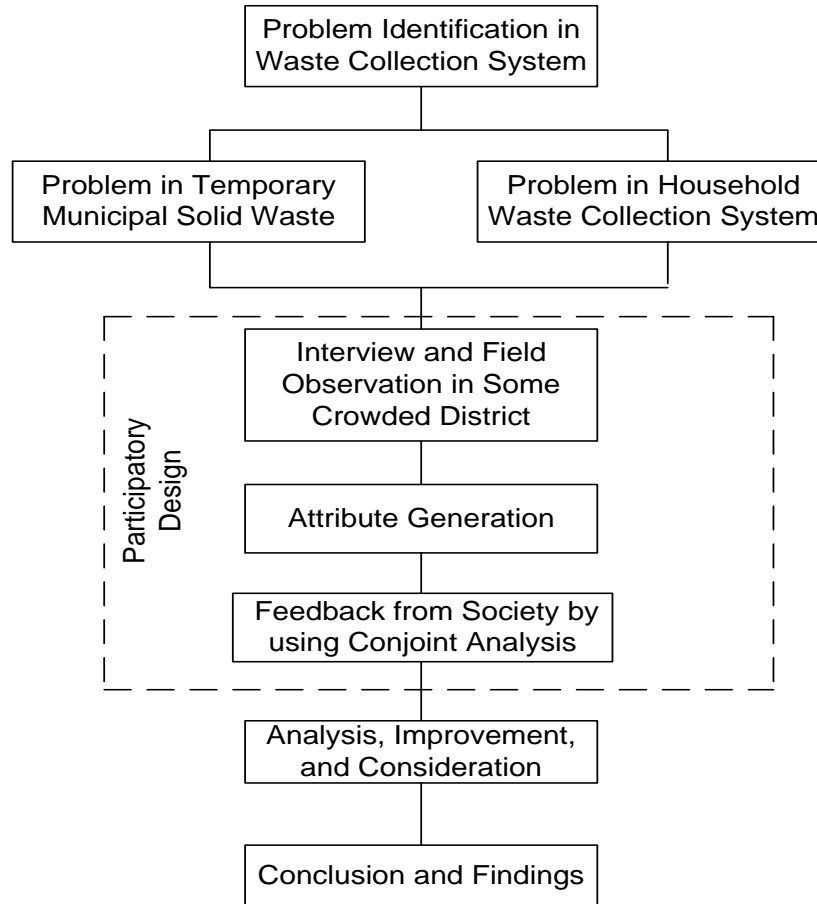 Problem Identification in
Waste Collection System
Problem in Temporary
Municipal Solid Waste
Problem in Household
Waste Collection System
Participatory
Design
Interview and Field
Observation in Some
Crowded District
Attribute Generation
Feedback from Society by
using Conjoint Analysis
Analysis, Improvement,
and Consideration
Conclusion and Findings